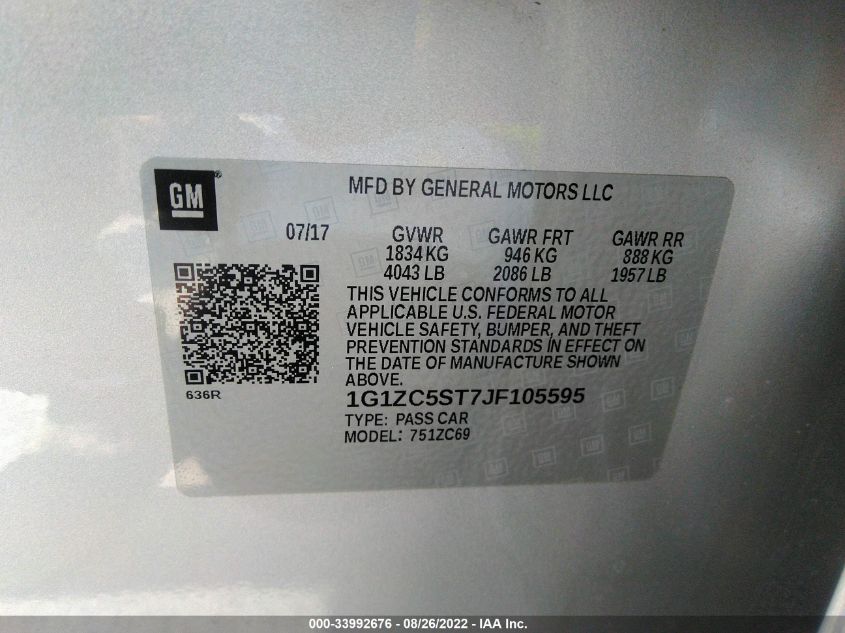 GM ®
MFD BY GENERAL MOTORS LLC
07/17 GVWR GAWR FRT GAWR RR
1834 KG 946 KG 888 KG
4043 LB 2086 LB 1957 LB
THIS VEHICLE CONFORMS TO ALL
APPLICABLE U.S. FEDERAL MOTOR
VEHICLE SAFETY, BUMPER, AND THEFT
PREVENTION STANDARDS IN EFFECT ON
THE DATE OF MANUFACTURE SHOWN
ABOVE.
636R
1G1ZC5ST7JF105595
TYPE: PASS CAR
MODEL: 751ZC69
000-33992676 - 08/26/2022 - IAA Inc.